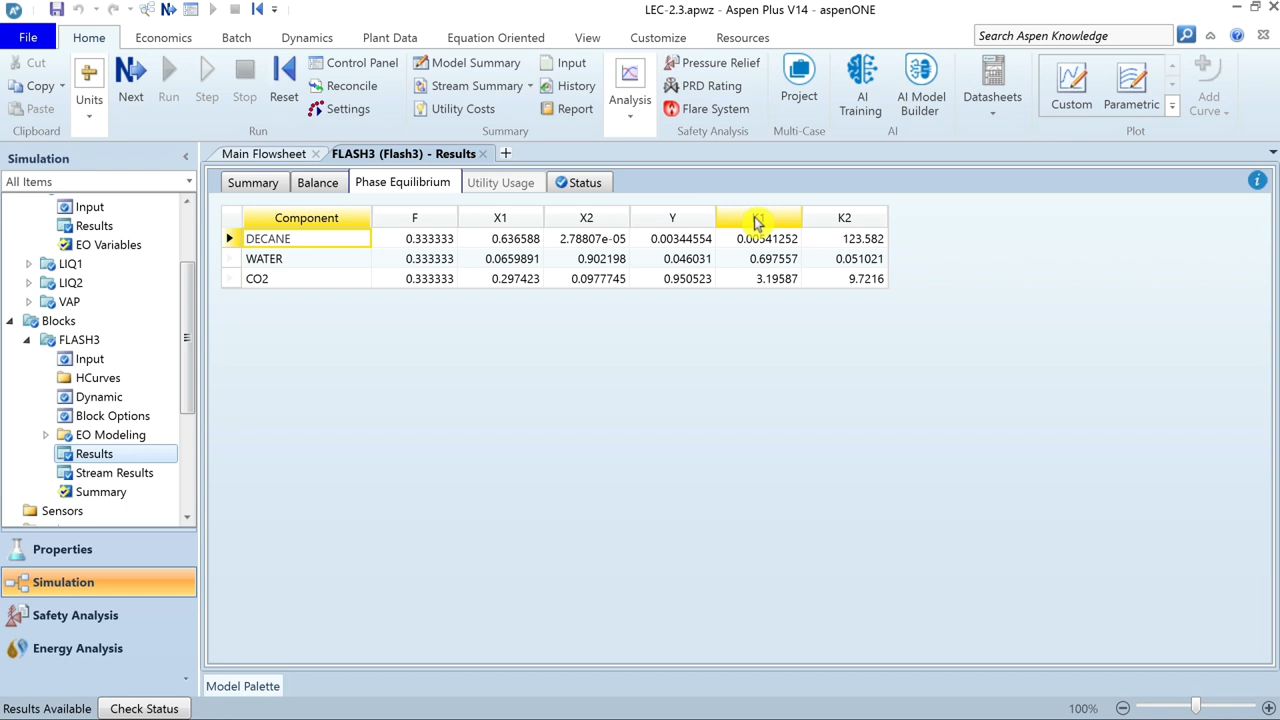 LEC-2.3.apwz - Aspen Plus V14 - aspenONE
File Home Economics Batch Dynamics Plant Data Equation Oriented View Customize Resources Search Aspen Knowledge
Cut
Copy
Paste
Clipboard
Units
Next
Run
Step
Stop
Reset
Control Panel
Reconcile
Settings
Run
Model Summary
Stream Summary
Utility Costs
Input
History
Report
Summary
Analysis
Pressure Relief
PRD Rating
Flare System
Safety Analysis
Project
Multi-Case
AI Training
AI Model Builder
AI
Datasheets
Custom
Parametric
Add Curve
Plot
Simulation
All Items
Input
Results
EO Variables
LIQ1
LIQ2
VAP
Blocks
FLASH3
Input
HCurves
Dynamic
Block Options
EO Modeling
Results
Stream Results
Summary
Sensors
Properties
Simulation
Safety Analysis
Energy Analysis
Main Flowsheet FLASH3 (Flash3) - Results
Summary Balance Phase Equilibrium Utility Usage Status
Component F X1 X2 Y K2
DECANE 0.333333 0.636588 2.78807e-05 0.00344554 0.00541252 123.582
WATER 0.333333 0.0659891 0.902198 0.046031 0.697557 0.051021
CO2 0.333333 0.297423 0.0977745 0.950523 3.19587 9.7216
Model Palette
Results Available Check Status 100%